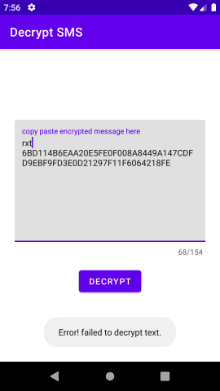 7:56
Decrypt SMS
copy paste encrypted message here
rxt
6BD114B6EAA20E5FE0F008A8449A147CDF
D9EBF9FD3E0D21297F11F6064218FE
68/154
DECRYPT
Error! failed to decrypt text.